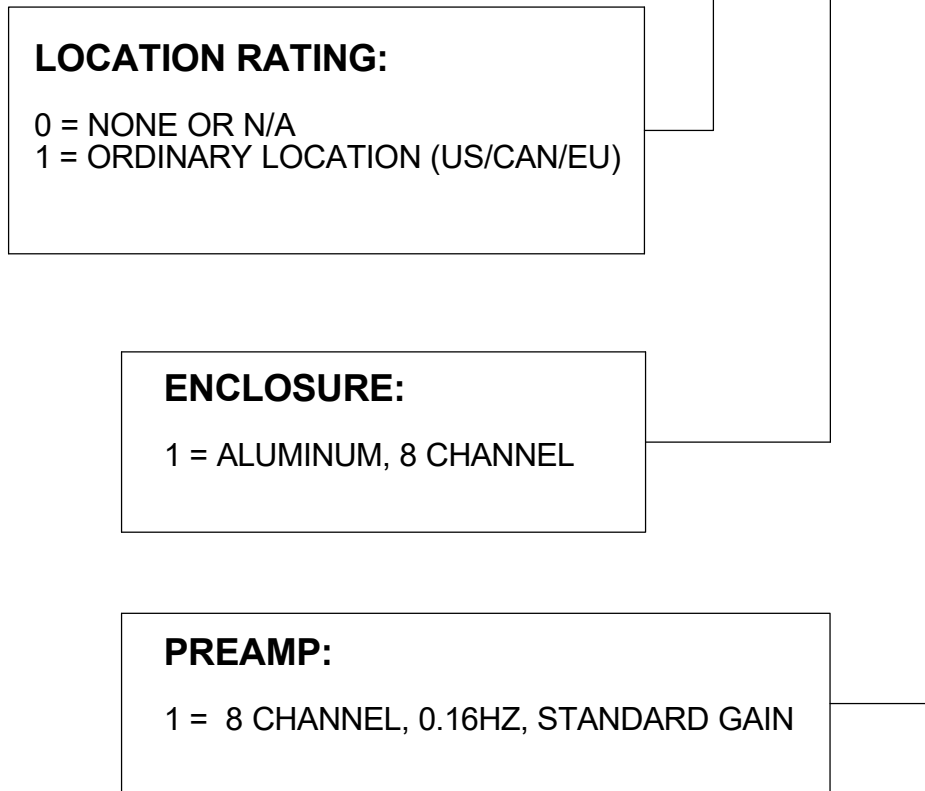 LOCATION RATING:
0 = NONE OR N/A
1 = ORDINARY LOCATION (US/CAN/EU)
ENCLOSURE:
1 = ALUMINUM, 8 CHANNEL
PREAMP:
1 = 8 CHANNEL, 0.16HZ, STANDARD GAIN